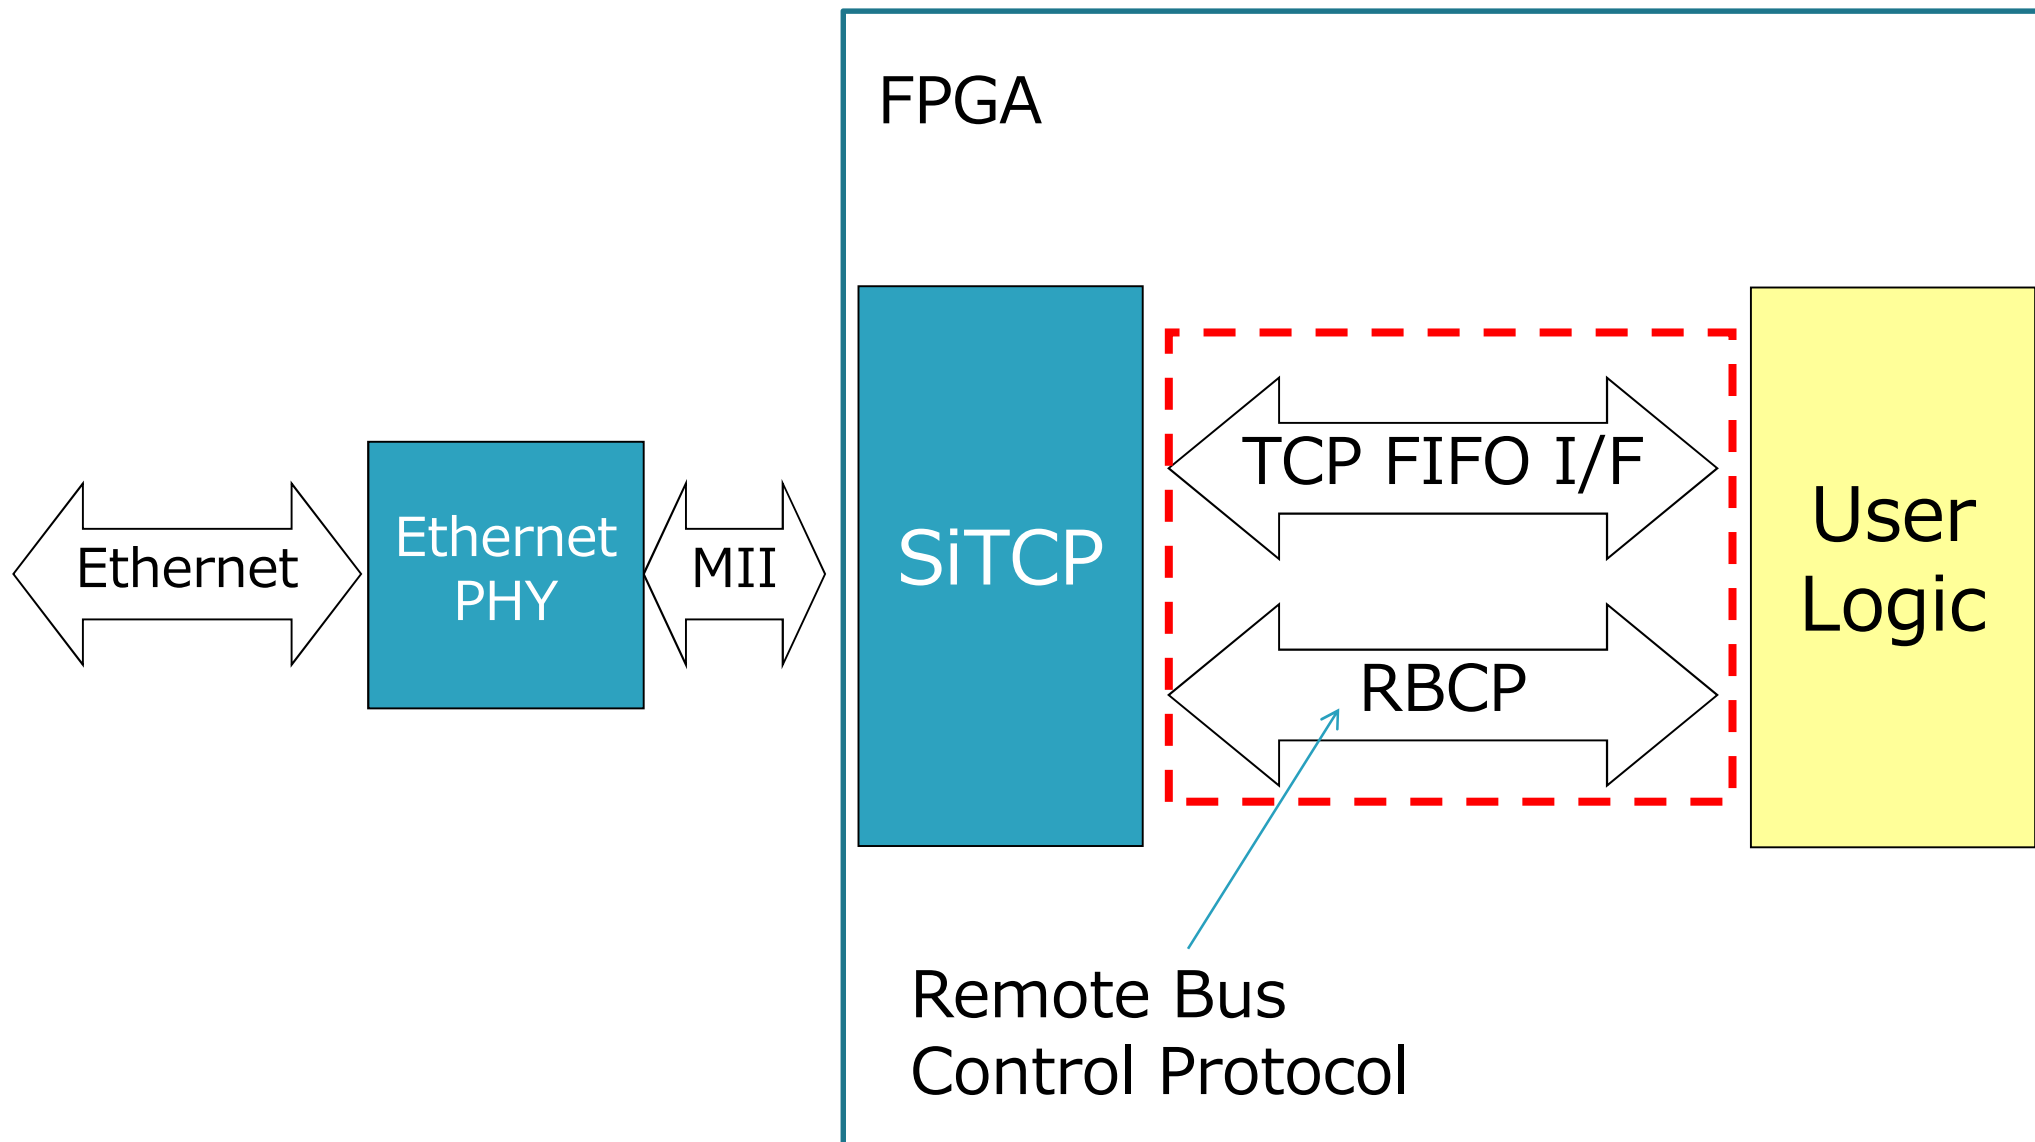 FPGA
Ethernet
Ethernet
PHY
MII
SiTCP
TCP FIFO I/F
RBCP
User
Logic
Remote Bus
Control Protocol